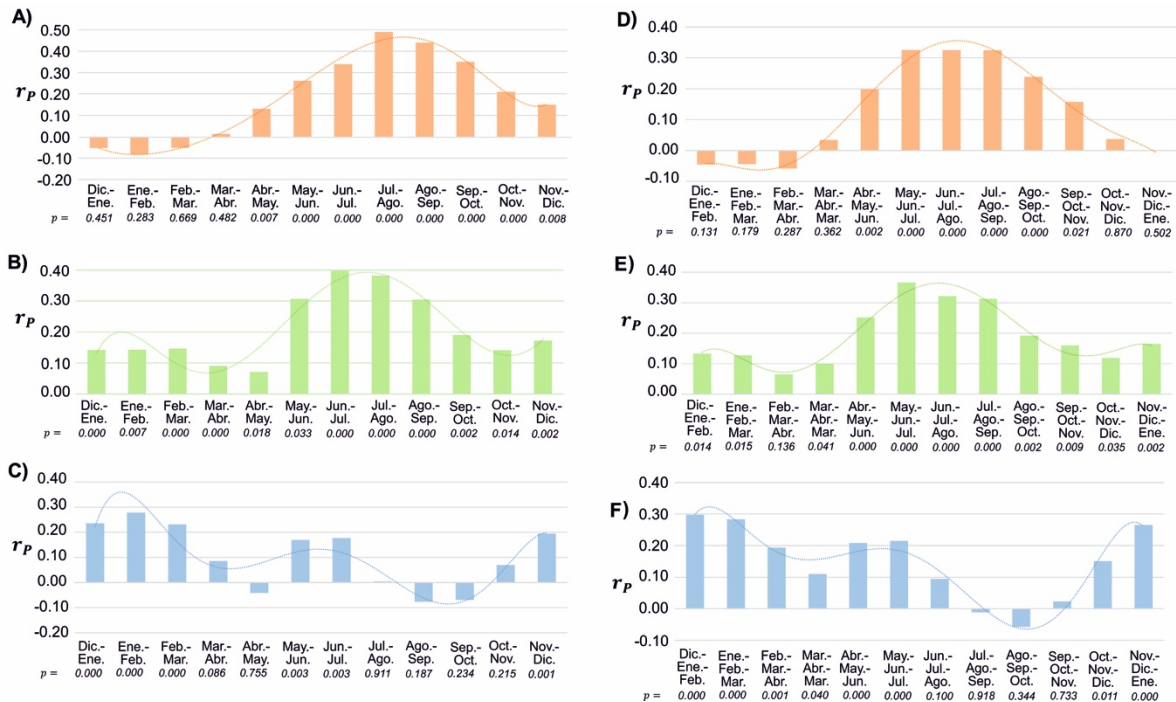 A)
0.50
0.40
0.30
0.20
0.10
0.00
-0.10
-0.20
rP
Dic.- Ene.- Feb.- Mar.- Abr.- May.- Jun.- Jul.- Ago.- Sep.- Oct.- Nov.-
Ene. Feb. Mar. Abr. May. Jun. Jul. Ago. Sep. Oct. Nov. Dic.
p = 0.451 0.283 0.669 0.482 0.007 0.000 0.000 0.000 0.000 0.000 0.000 0.008
B)
0.40
0.30
0.20
0.10
0.00
rP
Dic.- Ene.- Feb.- Mar.- Abr.- May.- Jun.- Jul.- Ago.- Sep.- Oct.- Nov.-
Ene. Feb. Mar. Abr. May. Jun. Jul. Ago. Sep. Oct. Nov. Dic.
p = 0.000 0.007 0.000 0.000 0.018 0.033 0.000 0.000 0.000 0.002 0.014 0.002
C)
0.40
0.30
0.20
0.10
0.00
-0.10
-0.20
rP
Dic.- Ene.- Feb.- Mar.- Abr.- May.- Jun.- Jul.- Ago.- Sep.- Oct.- Nov.-
Ene. Feb. Mar. Abr. May. Jun. Jul. Ago. Sep. Oct. Nov. Dic.
p = 0.000 0.000 0.000 0.086 0.755 0.003 0.003 0.911 0.187 0.234 0.215 0.001
D)
0.40
0.30
0.20
0.10
0.00
-0.10
rP
Dic.- Ene.- Feb.- Mar.- Abr.- May.- Jun.- Jul.- Ago.- Sep.- Oct.- Nov.-
Ene.- Feb.- Mar.- Abr.- May.- Jun.- Jul.- Ago.- Sep.- Oct.- Nov.- Dic.-
Feb. Mar. Abr. Mar. Jun. Jul. Ago. Sep. Oct. Nov. Dic. Ene.
p = 0.131 0.179 0.287 0.362 0.002 0.000 0.000 0.000 0.000 0.021 0.870 0.502
E)
0.40
0.30
0.20
0.10
0.00
rP
Dic.- Ene.- Feb.- Mar.- Abr.- May.- Jun.- Jul.- Ago.- Sep.- Oct.- Nov.-
Ene.- Feb.- Mar.- Abr.- May.- Jun.- Jul.- Ago.- Sep.- Oct.- Nov.- Dic.-
Feb. Mar. Abr. Mar. Jun. Jul. Ago. Sep. Oct. Nov. Dic. Ene.
p = 0.014 0.015 0.136 0.041 0.000 0.000 0.000 0.000 0.002 0.009 0.035 0.002
F)
0.40
0.30
0.20
0.10
0.00
-0.10
rP
Dic.- Ene.- Feb.- Mar.- Abr.- May.- Jun.- Jul.- Ago.- Sep.- Oct.- Nov.-
Ene.- Feb.- Mar.- Abr.- May.- Jun.- Jul.- Ago.- Sep.- Oct.- Nov.- Dic.-
Feb. Mar. Abr. Mar. Jun. Jul. Ago. Sep. Oct. Nov. Dic. Ene.
p = 0.000 0.000 0.001 0.040 0.000 0.000 0.100 0.918 0.344 0.733 0.011 0.000